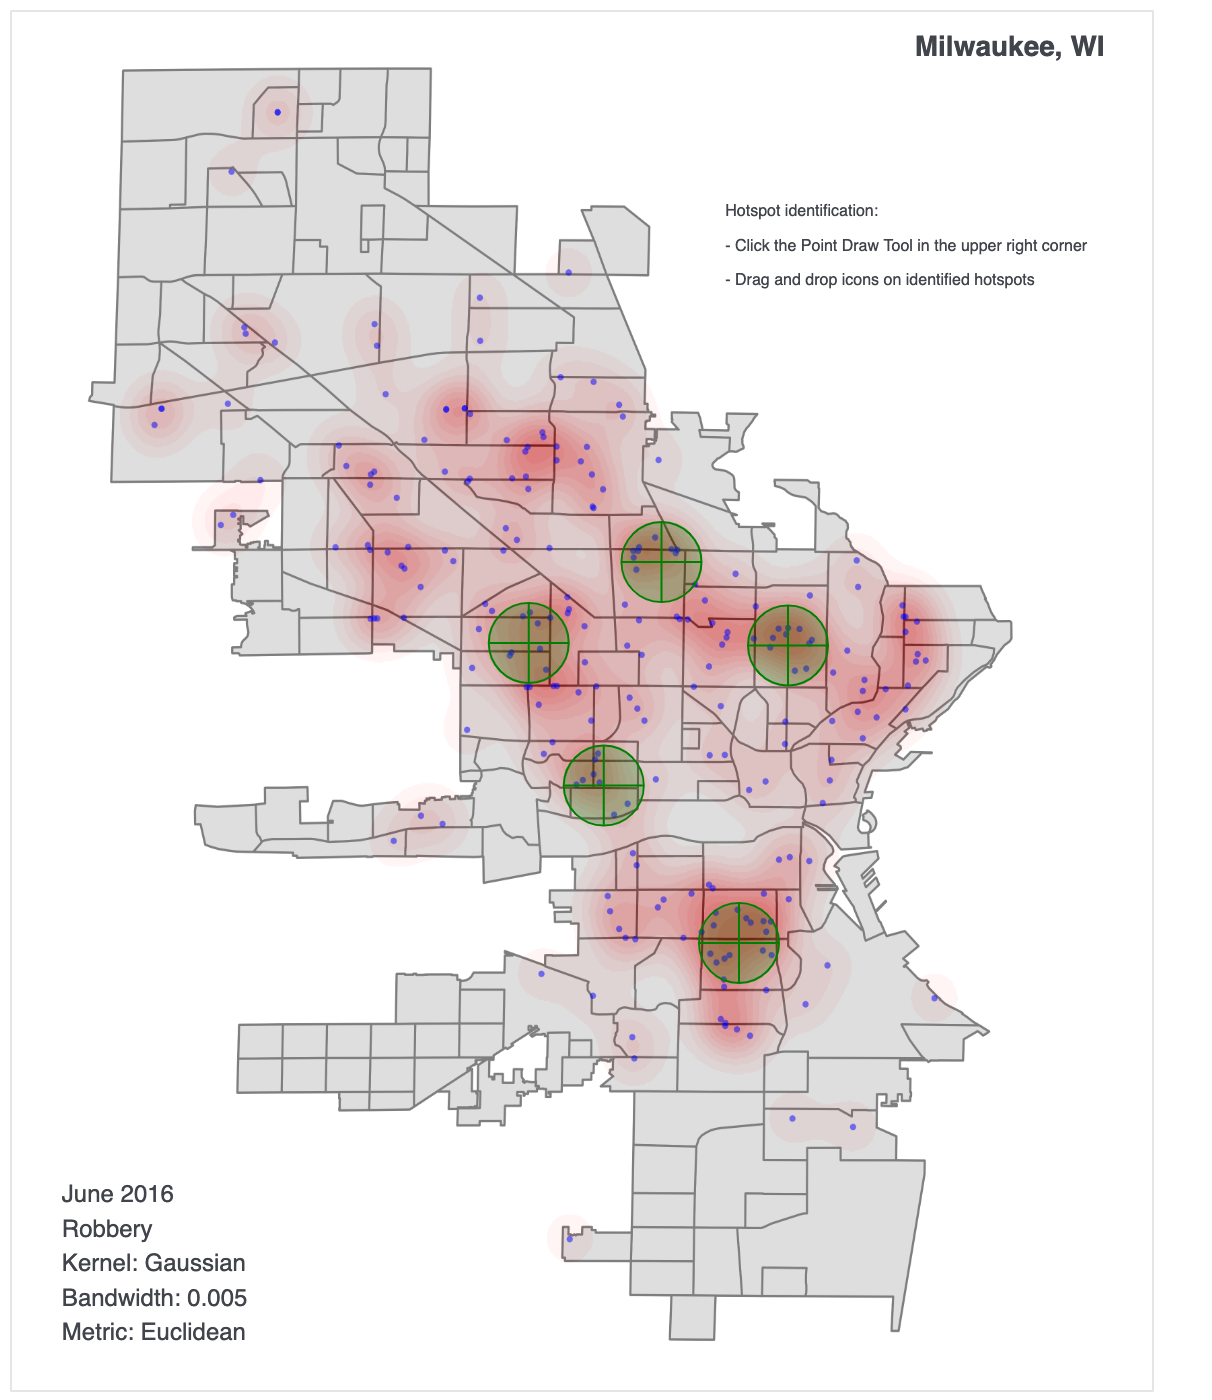 Milwaukee, WI
Hotspot identification:
- Click the Point Draw Tool in the upper right corner
- Drag and drop icons on identified hotspots
June 2016
Robbery
Kernel: Gaussian
Bandwidth: 0.005
Metric: Euclidean